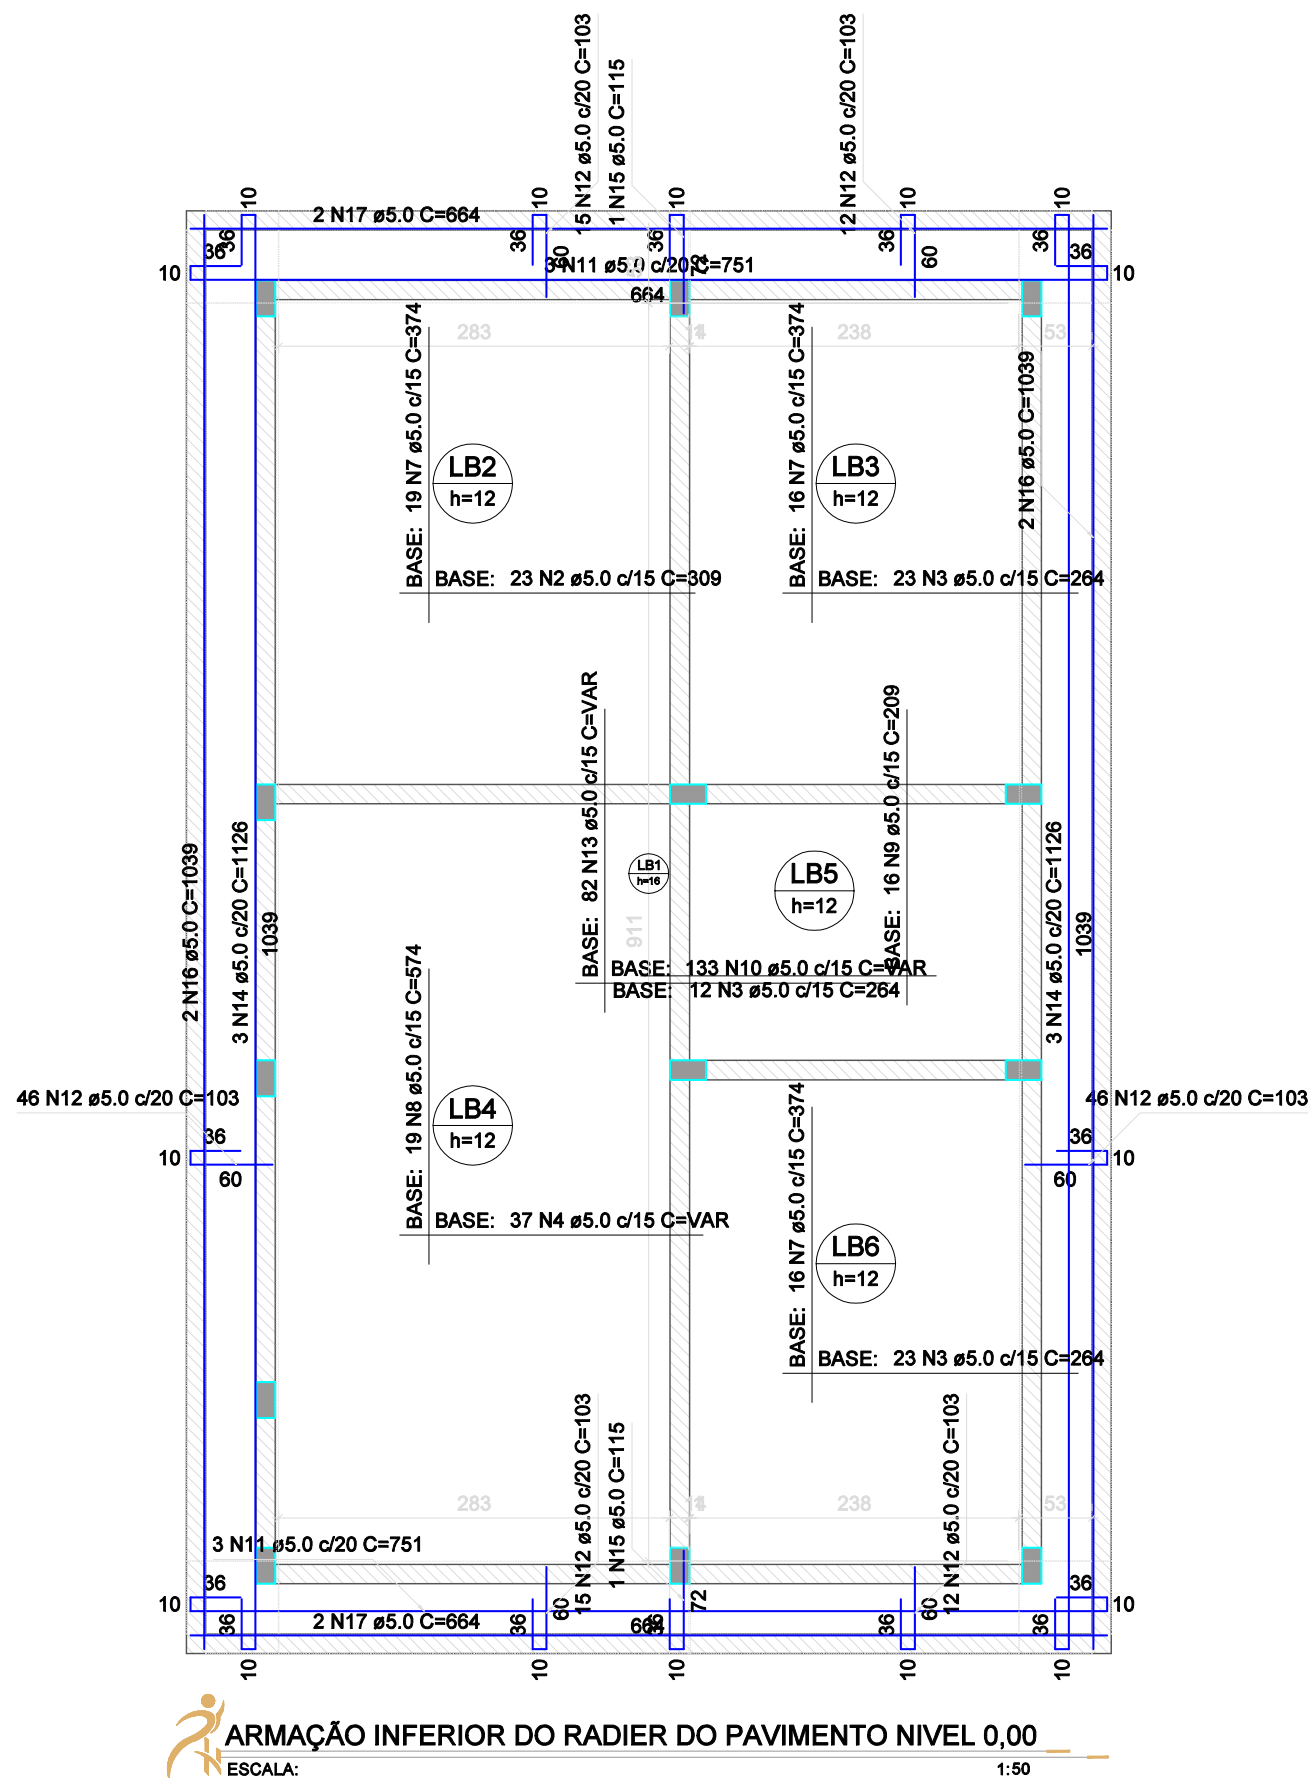 15 N12 ø5.0 c/20 C=103
1 N15 ø5.0 C=115
12 N12 ø5.0 c/20 C=103
10
10
10
10
10
2 N17 ø5.0 C=664
36
36
36
36
36
36
36
10
60
3 N11 ø5.0 c/20 C=751
72
60
10
664
283
14
238
53
BASE: 19 N7 ø5.0 c/15 C=374
BASE: 16 N7 ø5.0 c/15 C=374
2 N16 ø5.0 C=1039
LB2
h=12
LB3
h=12
BASE: 23 N2 ø5.0 c/15 C=309
BASE: 23 N3 ø5.0 c/15 C=264
BASE: 82 N13 ø5.0 c/15 C=VAR
BASE: 16 N9 ø5.0 c/15 C=209
2 N16 ø5.0 C=1039
3 N14 ø5.0 c/20 C=1126
1039
LB1
h=16
LB5
h=12
3 N14 ø5.0 c/20 C=1126
1039
911
BASE: 133 N10 ø5.0 c/15 C=VAR
BASE: 12 N3 ø5.0 c/15 C=264
BASE: 19 N8 ø5.0 c/15 C=574
46 N12 ø5.0 c/20 C=103
46 N12 ø5.0 c/20 C=103
LB4
h=12
36
10
60
36
10
60
BASE: 16 N7 ø5.0 c/15 C=374
BASE: 37 N4 ø5.0 c/15 C=VAR
LB6
h=12
BASE: 23 N3 ø5.0 c/15 C=264
15 N12 ø5.0 c/20 C=103
1 N15 ø5.0 C=115
12 N12 ø5.0 c/20 C=103
283
14
238
53
3 N11 ø5.0 c/20 C=751
36
36
10
10
60
72
60
36
2 N17 ø5.0 C=664
36
664
36
36
10
10
10
10
10
ARMAÇÃO INFERIOR DO RADIER DO PAVIMENTO NIVEL 0,00
ESCALA: 1:50